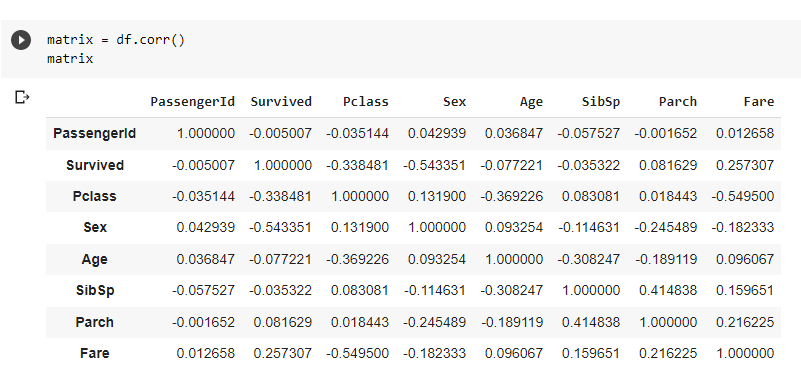 matrix = df.corr()
matrix
PassengerId Survived Pclass Sex Age SibSp Parch Fare
PassengerId 1.000000 -0.005007 -0.035144 0.042939 0.036847 -0.057527 -0.001652 0.012658
Survived -0.005007 1.000000 -0.338481 -0.543351 -0.077221 -0.035322 0.081629 0.257307
Pclass -0.035144 -0.338481 1.000000 0.131900 -0.369226 0.083081 0.018443 -0.549500
Sex 0.042939 -0.543351 0.131900 1.000000 0.093254 -0.114631 -0.245489 -0.182333
Age 0.036847 -0.077221 -0.369226 0.093254 1.000000 -0.308247 -0.189119 0.096067
SibSp -0.057527 -0.035322 0.083081 -0.114631 -0.308247 1.000000 0.414838 0.159651
Parch -0.001652 0.081629 0.018443 -0.245489 -0.189119 0.414838 1.000000 0.216225
Fare 0.012658 0.257307 -0.549500 -0.182333 0.096067 0.159651 0.216225 1.000000